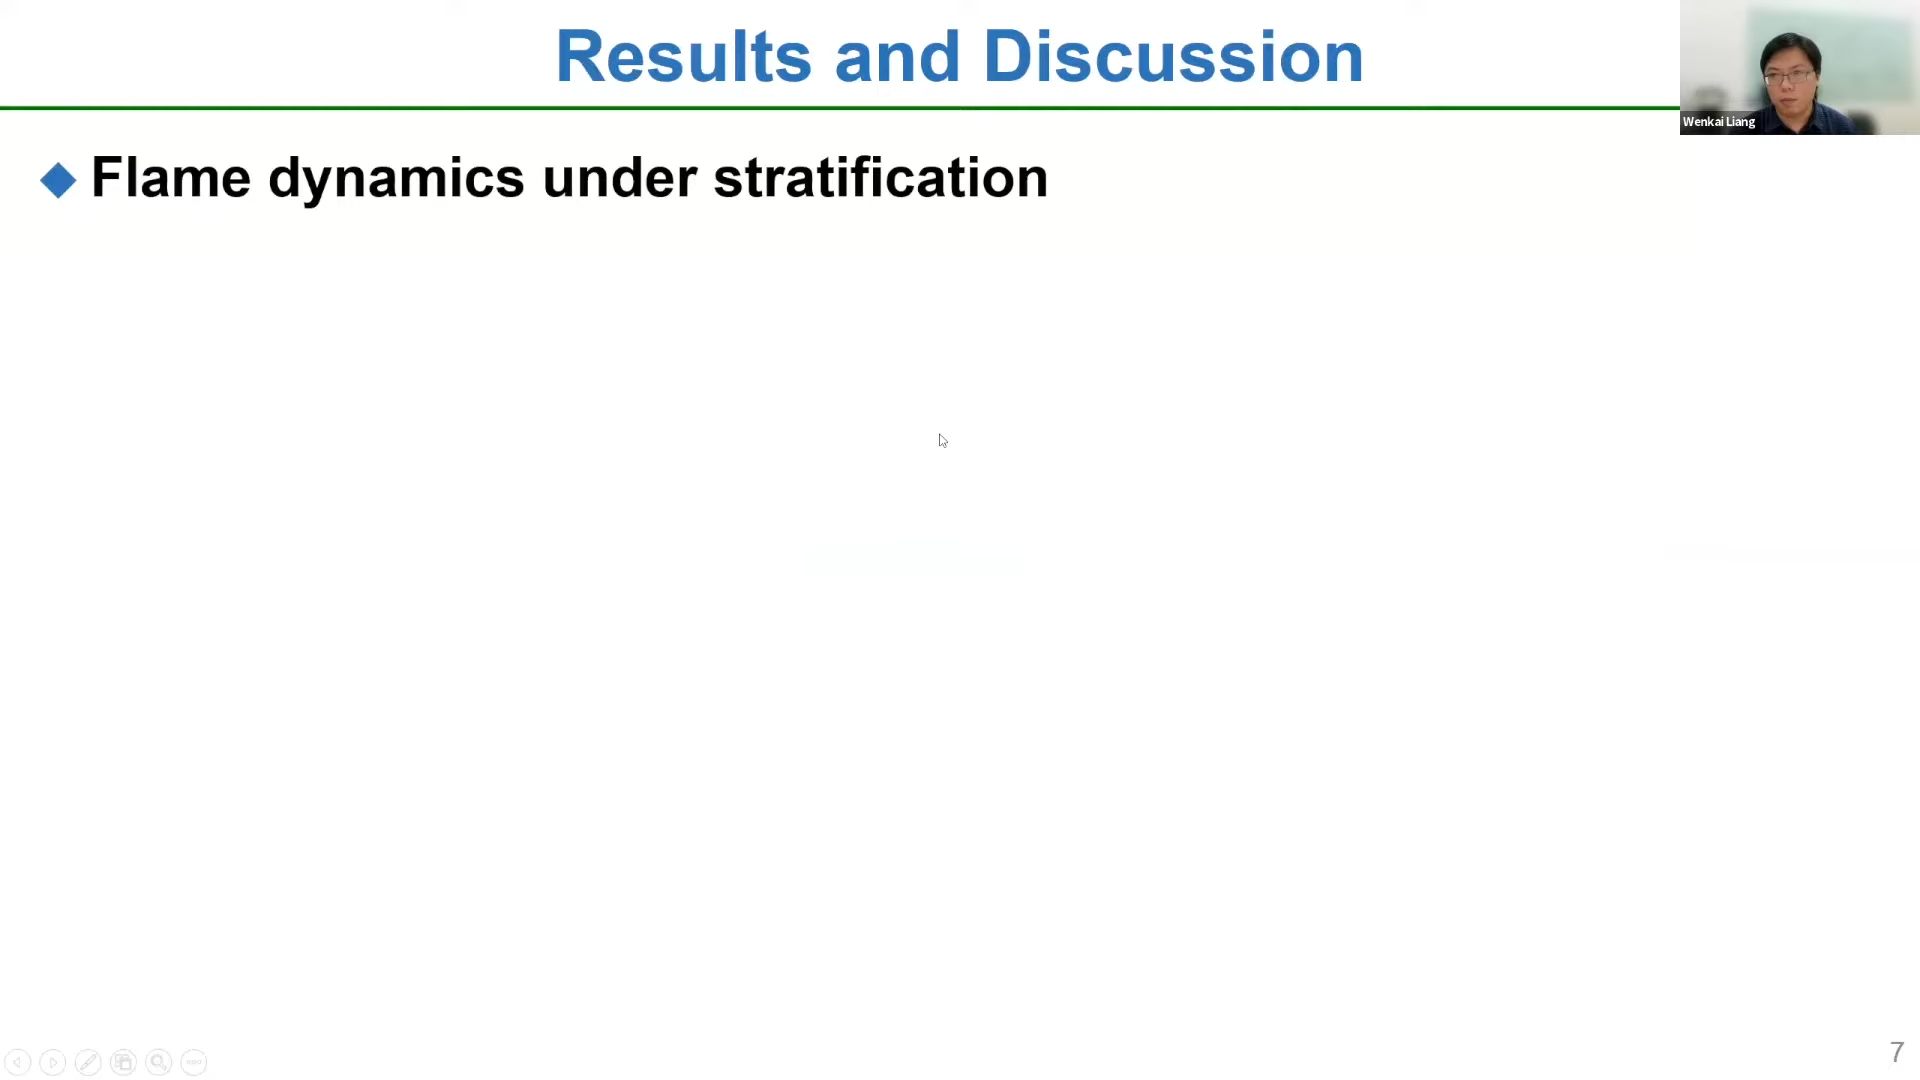 Results and Discussion
Wenkai Liang
Flame dynamics under stratification
7